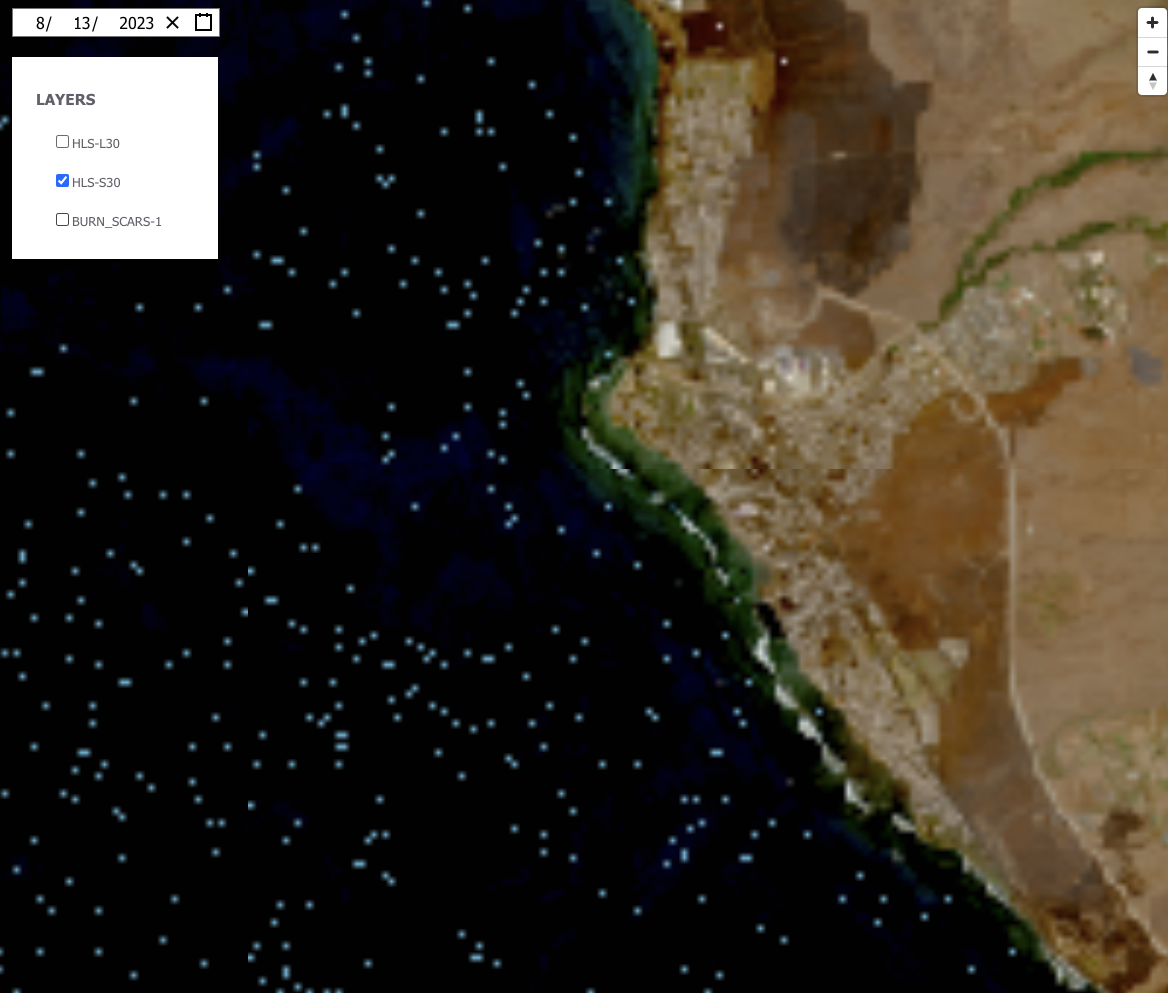 8/ 13/ 2023
LAYERS
HLS-L30
HLS-S30
BURN_SCARS-1